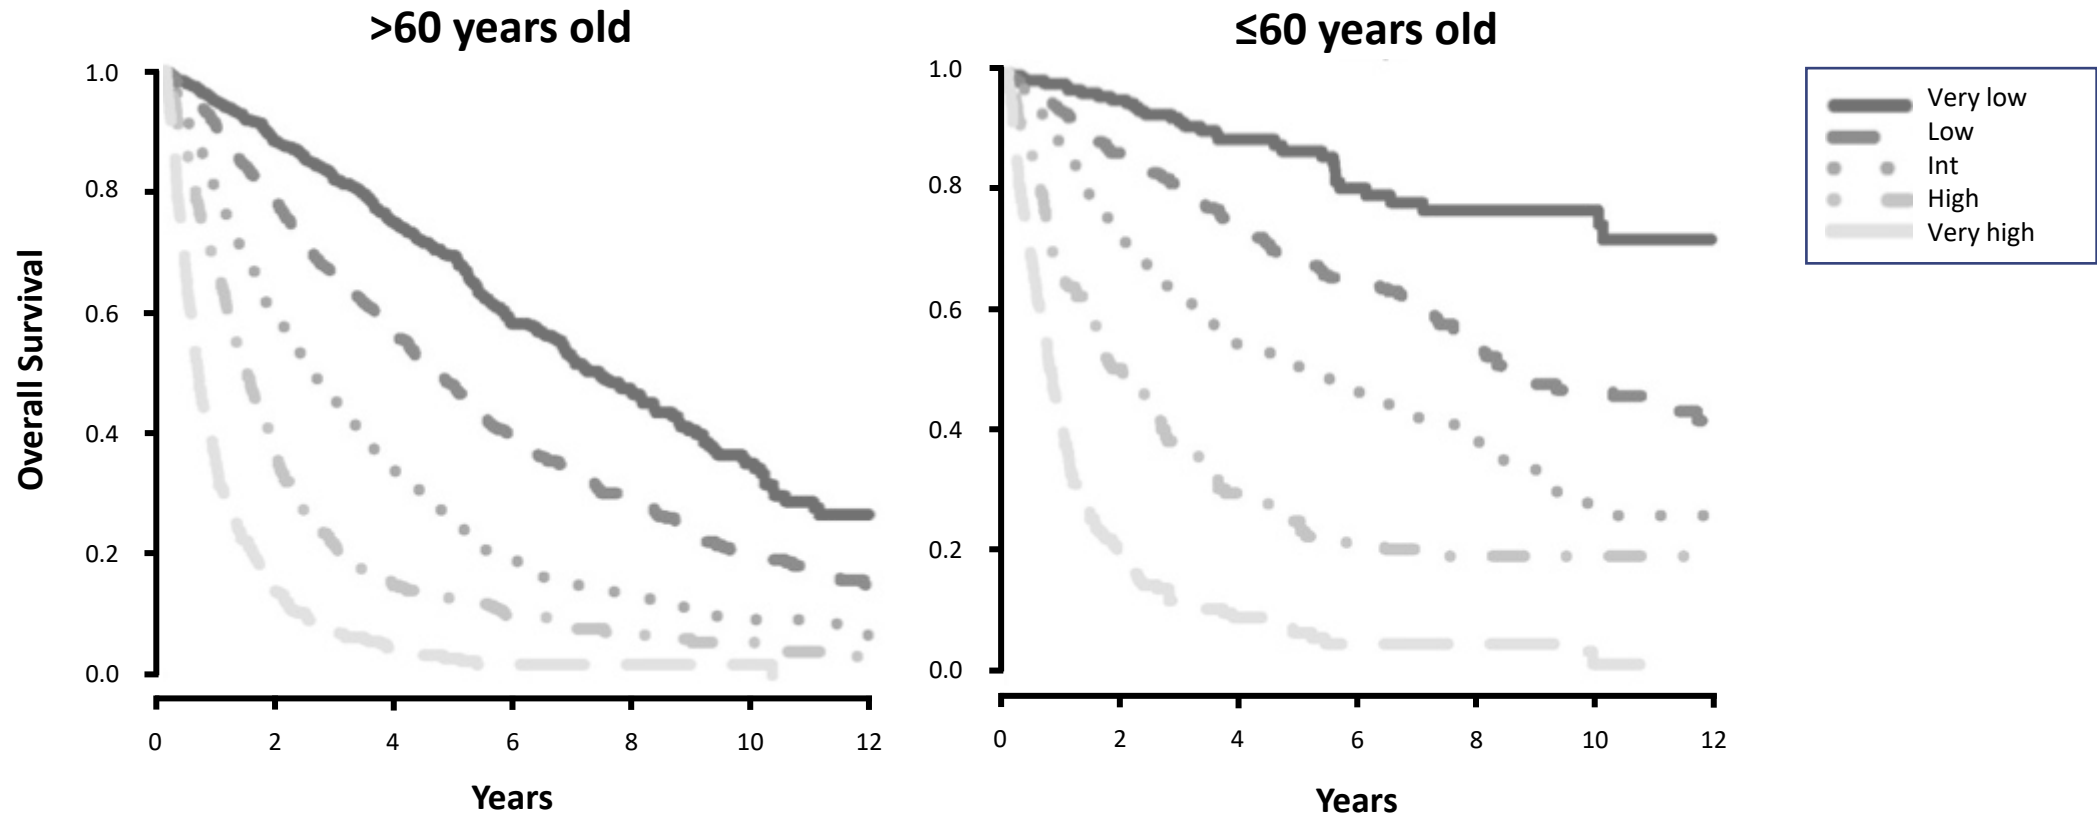 >60 years old
≤60 years old
Overall Survival
1.0
0.8
0.6
0.4
0.2
0.0
0 2 4 6 8 10 12
Years
1.0
0.8
0.6
0.4
0.2
0.0
0 2 4 6 8 10 12
Years
Very low
Low
Int
High
Very high